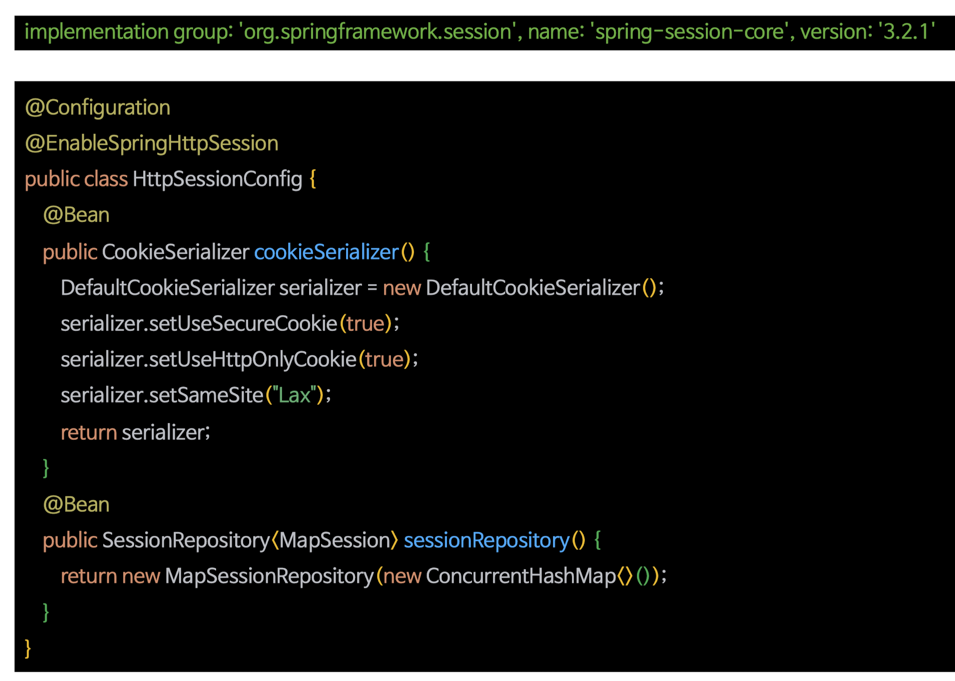 implementation group: 'org.springframework.session', name: 'spring-session-core', version: '3.2.1'
@Configuration
@EnableSpringHttpSession
public class HttpSessionConfig {
@Bean
public CookieSerializer cookieSerializer() {
DefaultCookieSerializer serializer = new DefaultCookieSerializer();
serializer.setUseSecureCookie(true);
serializer.setUseHttpOnlyCookie(true);
serializer.setSameSite("Lax");
return serializer;
}
@Bean
public SessionRepository<MapSession> sessionRepository() {
return new MapSessionRepository(new ConcurrentHashMap<>());
}
}